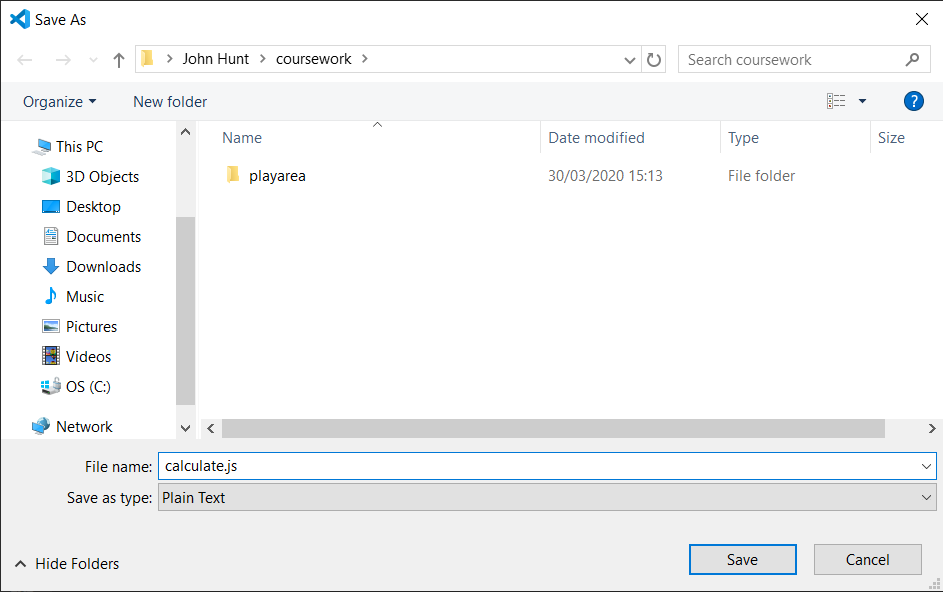 Save As
John Hunt coursework
Search coursework
Organize New folder
?
Name Date modified Type Size
This PC
3D Objects
Desktop
Documents
Downloads
Music
Pictures
Videos
OS (C:)
Network
playarea 30/03/2020 15:13 File folder
File name: calculate.js
Save as type: Plain Text
Hide Folders
Save Cancel